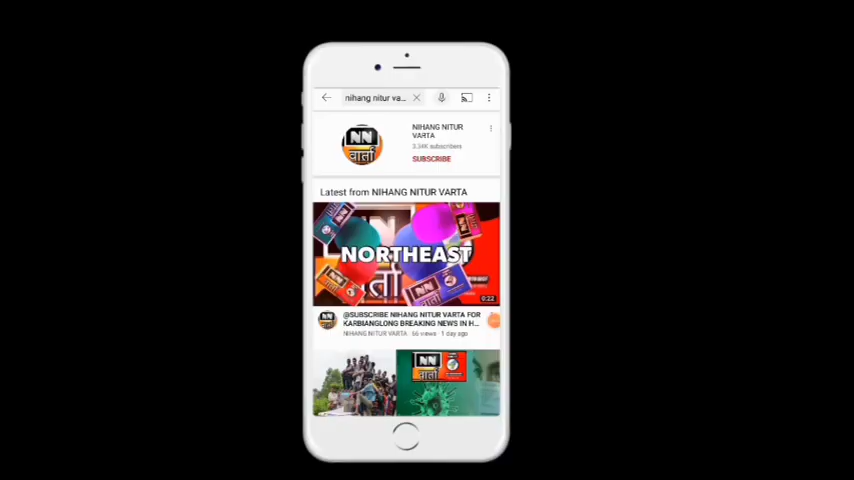 nihang nitur va...
NN
वार्ता
NIHANG NITUR
VARTA
3.34K subscribers
SUBSCRIBE
Latest from NIHANG NITUR VARTA
NORTHEAST
0:22
@SUBSCRIBE NIHANG NITUR VARTA FOR
KARBIANGLONG BREAKING NEWS IN H...
NIHANG NITUR VARTA · 66 views · 1 day ago
NN
वार्ता